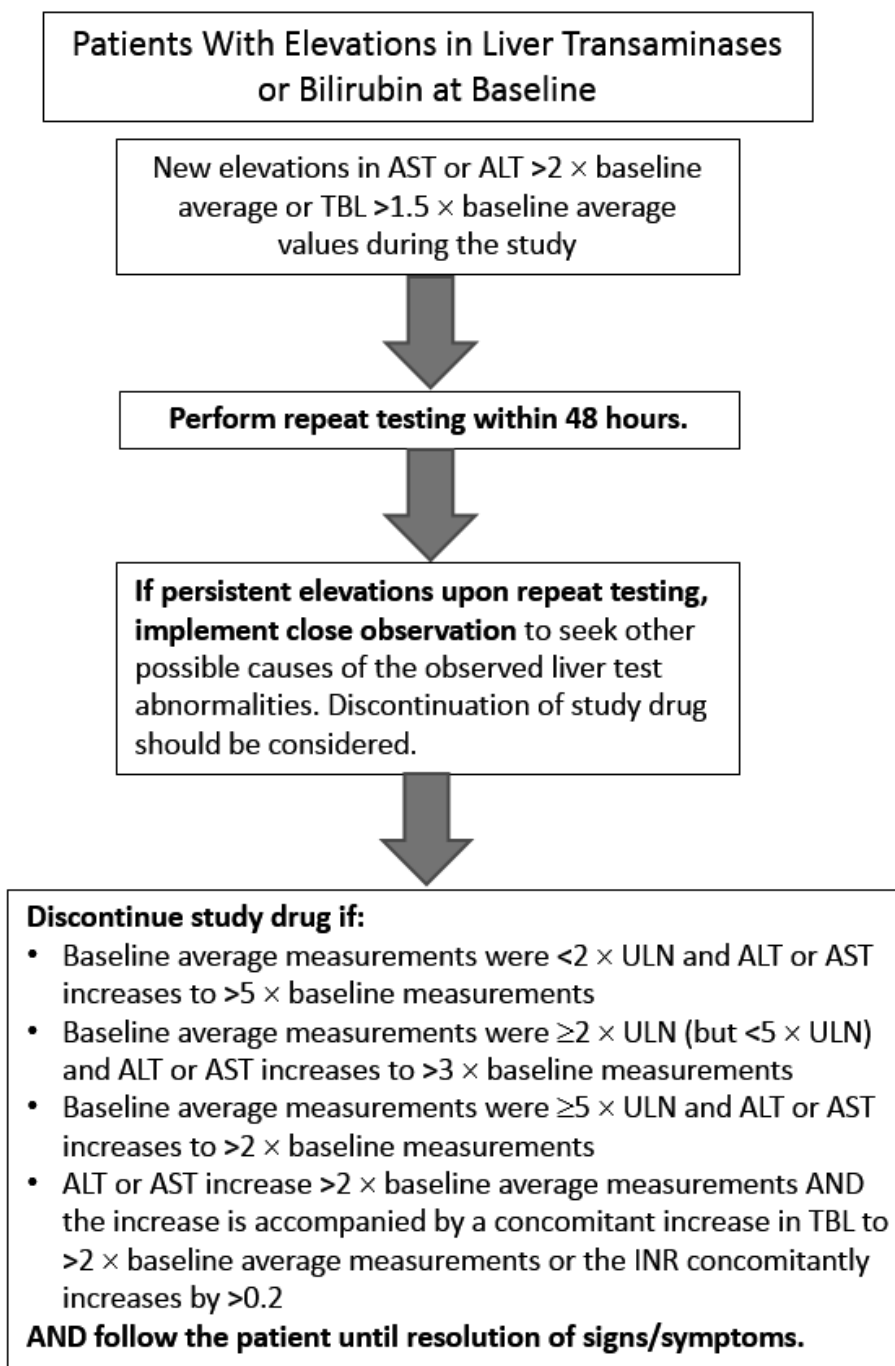 Patients With Elevations in Liver Transaminases
or Bilirubin at Baseline
New elevations in AST or ALT >2 × baseline
average or TBL >1.5 × baseline average
values during the study
Perform repeat testing within 48 hours.
If persistent elevations upon repeat testing,
implement close observation to seek other
possible causes of the observed liver test
abnormalities. Discontinuation of study drug
should be considered.
Discontinue study drug if:
• Baseline average measurements were <2 × ULN and ALT or AST
increases to >5 × baseline measurements
• Baseline average measurements were ≥2 × ULN (but <5 × ULN)
and ALT or AST increases to >3 × baseline measurements
• Baseline average measurements were ≥5 × ULN and ALT or AST
increases to >2 × baseline measurements
• ALT or AST increase >2 × baseline average measurements AND
the increase is accompanied by a concomitant increase in TBL to
>2 × baseline average measurements or the INR concomitantly
increases by >0.2
AND follow the patient until resolution of signs/symptoms.